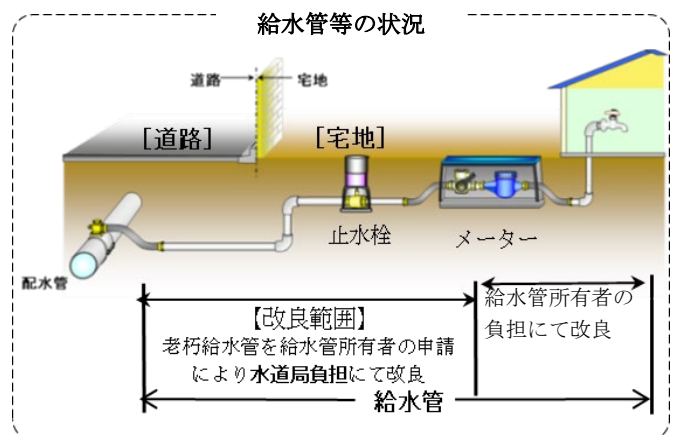 給水管等の状況
道路
宅地
[道路]
[宅地]
止水栓
メーター
配水管
【改良範囲】
老朽給水管を給水管所有者の申請
により水道局負担にて改良
給水管所有者の
負担にて改良
給水管